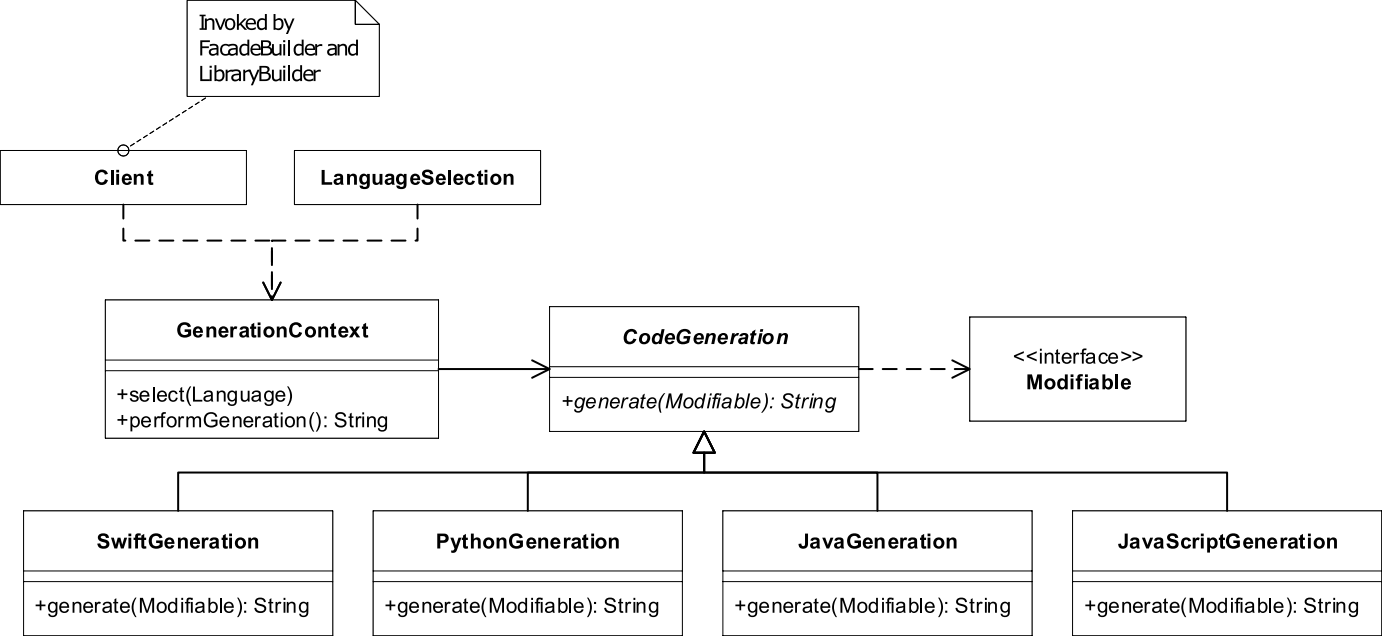 Invoked by
FacadeBuilder and
LibraryBuilder
Client
LanguageSelection
GenerationContext
+select(Language)
+performGeneration(): String
CodeGeneration
+generate(Modifiable): String
<<interface>>
Modifiable
SwiftGeneration
+generate(Modifiable): String
PythonGeneration
+generate(Modifiable): String
JavaGeneration
+generate(Modifiable): String
JavaScriptGeneration
+generate(Modifiable): String